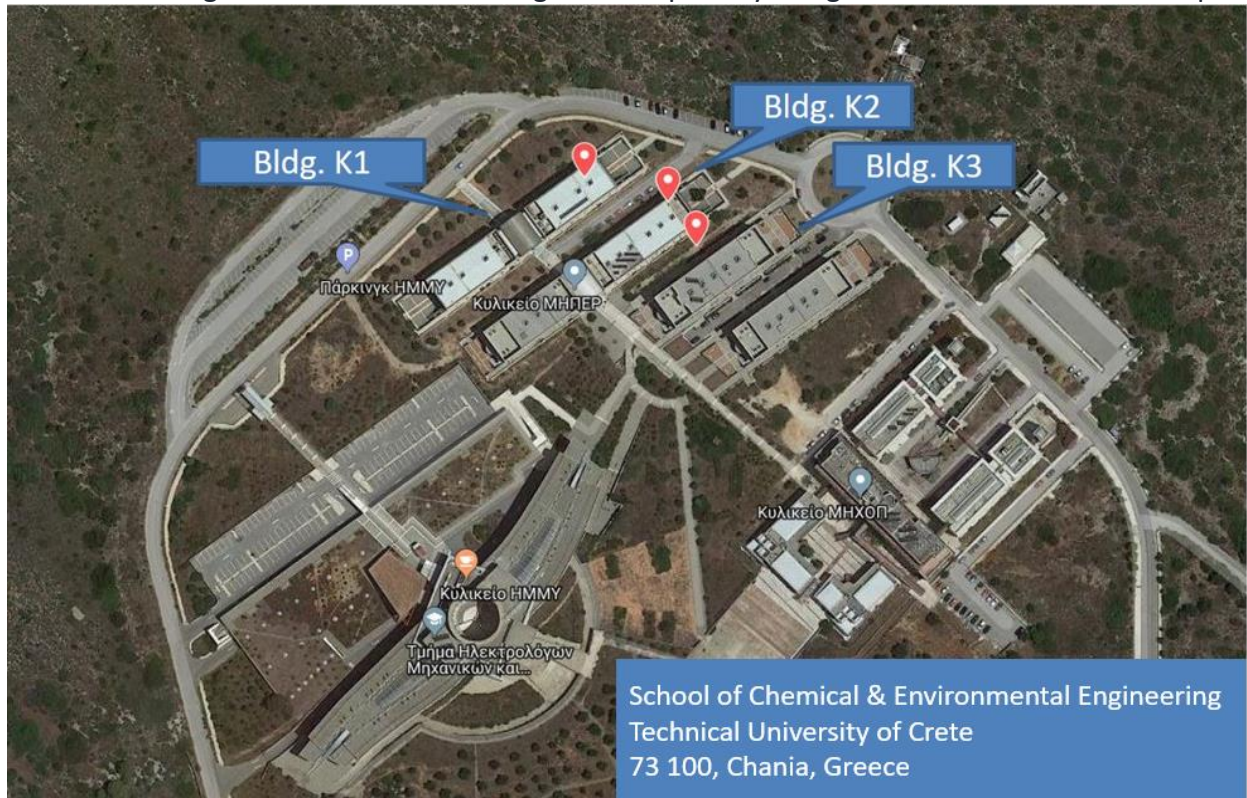 Bldg. K2
Bldg. K1
Bldg. K3
P
Πάρκινγκ ΗΜΜΥ
Κυλικείο ΜΗΠΕΡ
Κυλικείο ΜΗΧΟΠ
Κυλικείο ΗΜΜΥ
Τμήμα Ηλεκτρολόγων
Μηχανικών και...
School of Chemical & Environmental Engineering
Technical University of Crete
73 100, Chania, Greece